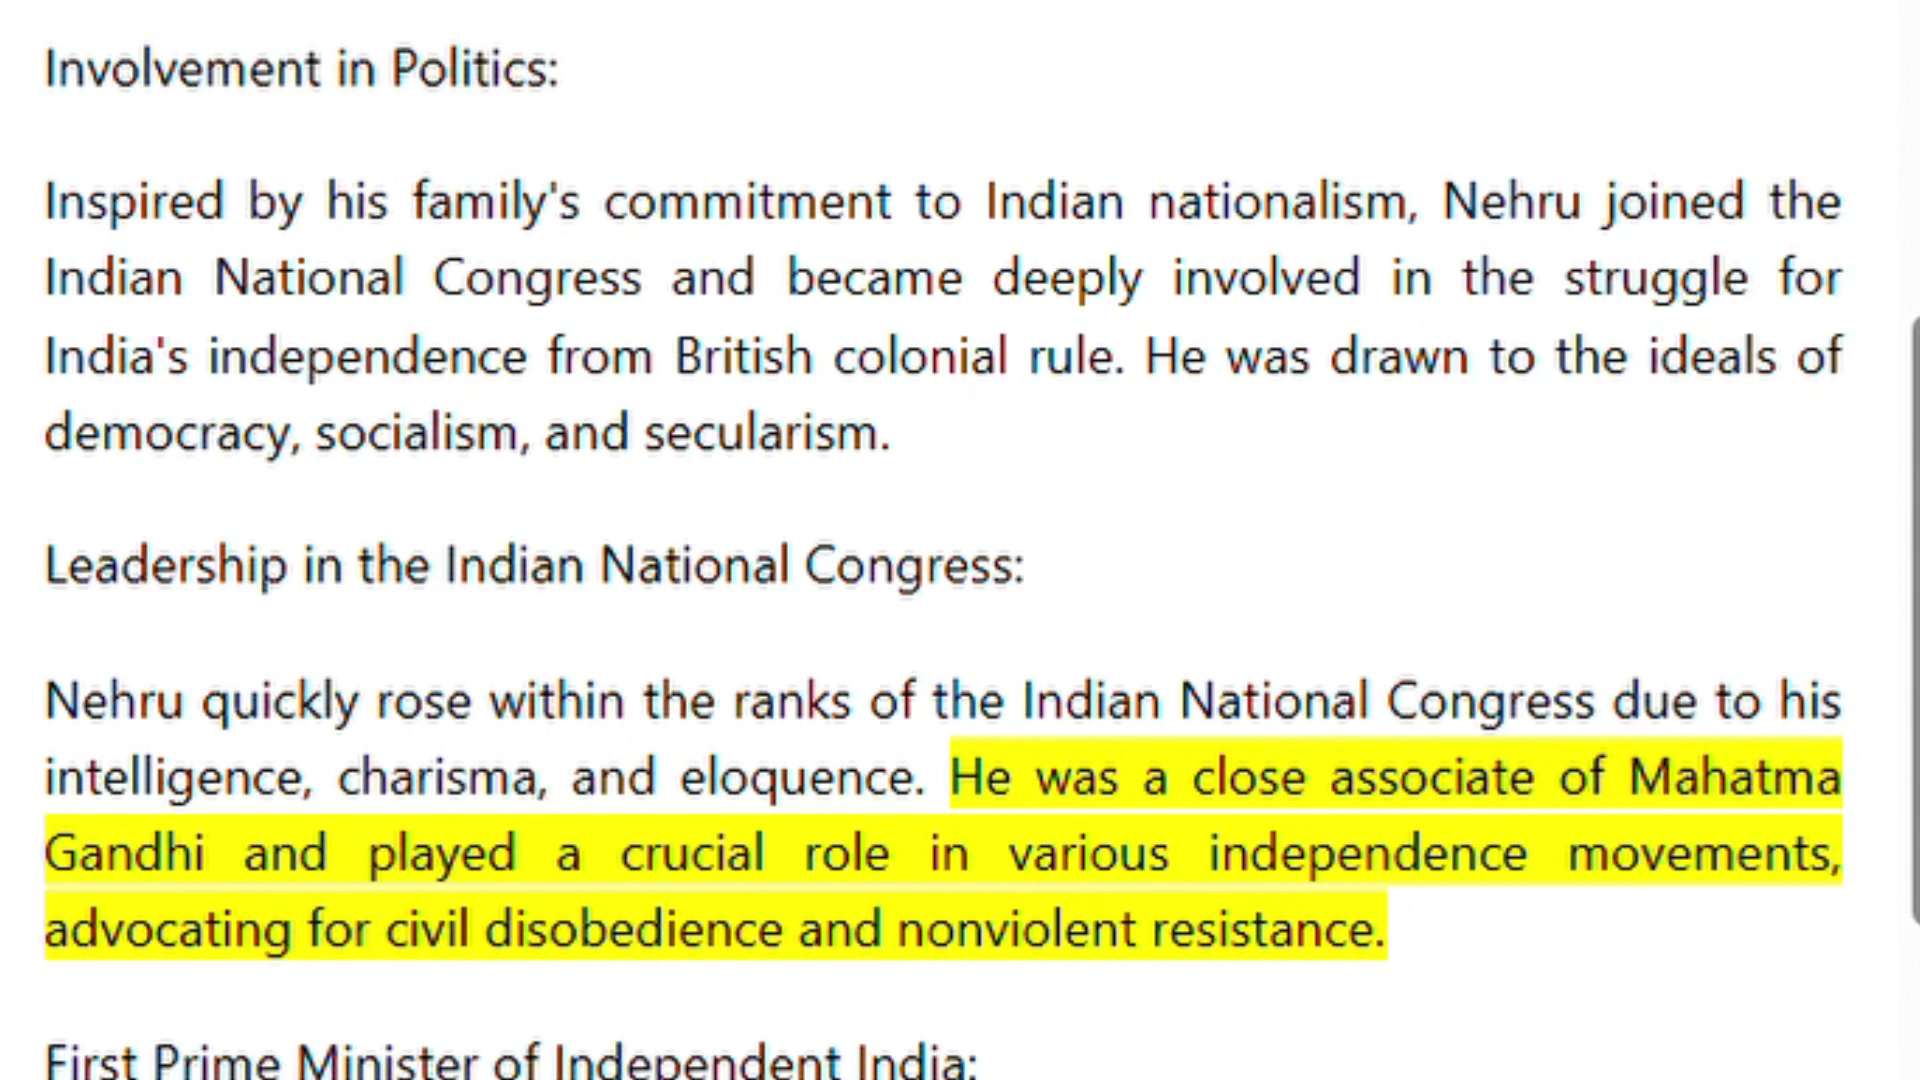 Involvement in Politics:
Inspired by his family's commitment to Indian nationalism, Nehru joined the
Indian National Congress and became deeply involved in the struggle for
India's independence from British colonial rule. He was drawn to the ideals of
democracy, socialism, and secularism.
Leadership in the Indian National Congress:
Nehru quickly rose within the ranks of the Indian National Congress due to his
intelligence, charisma, and eloquence. He was a close associate of Mahatma
Gandhi and played a crucial role in various independence movements,
advocating for civil disobedience and nonviolent resistance.
First Prime Minister of Independent India: